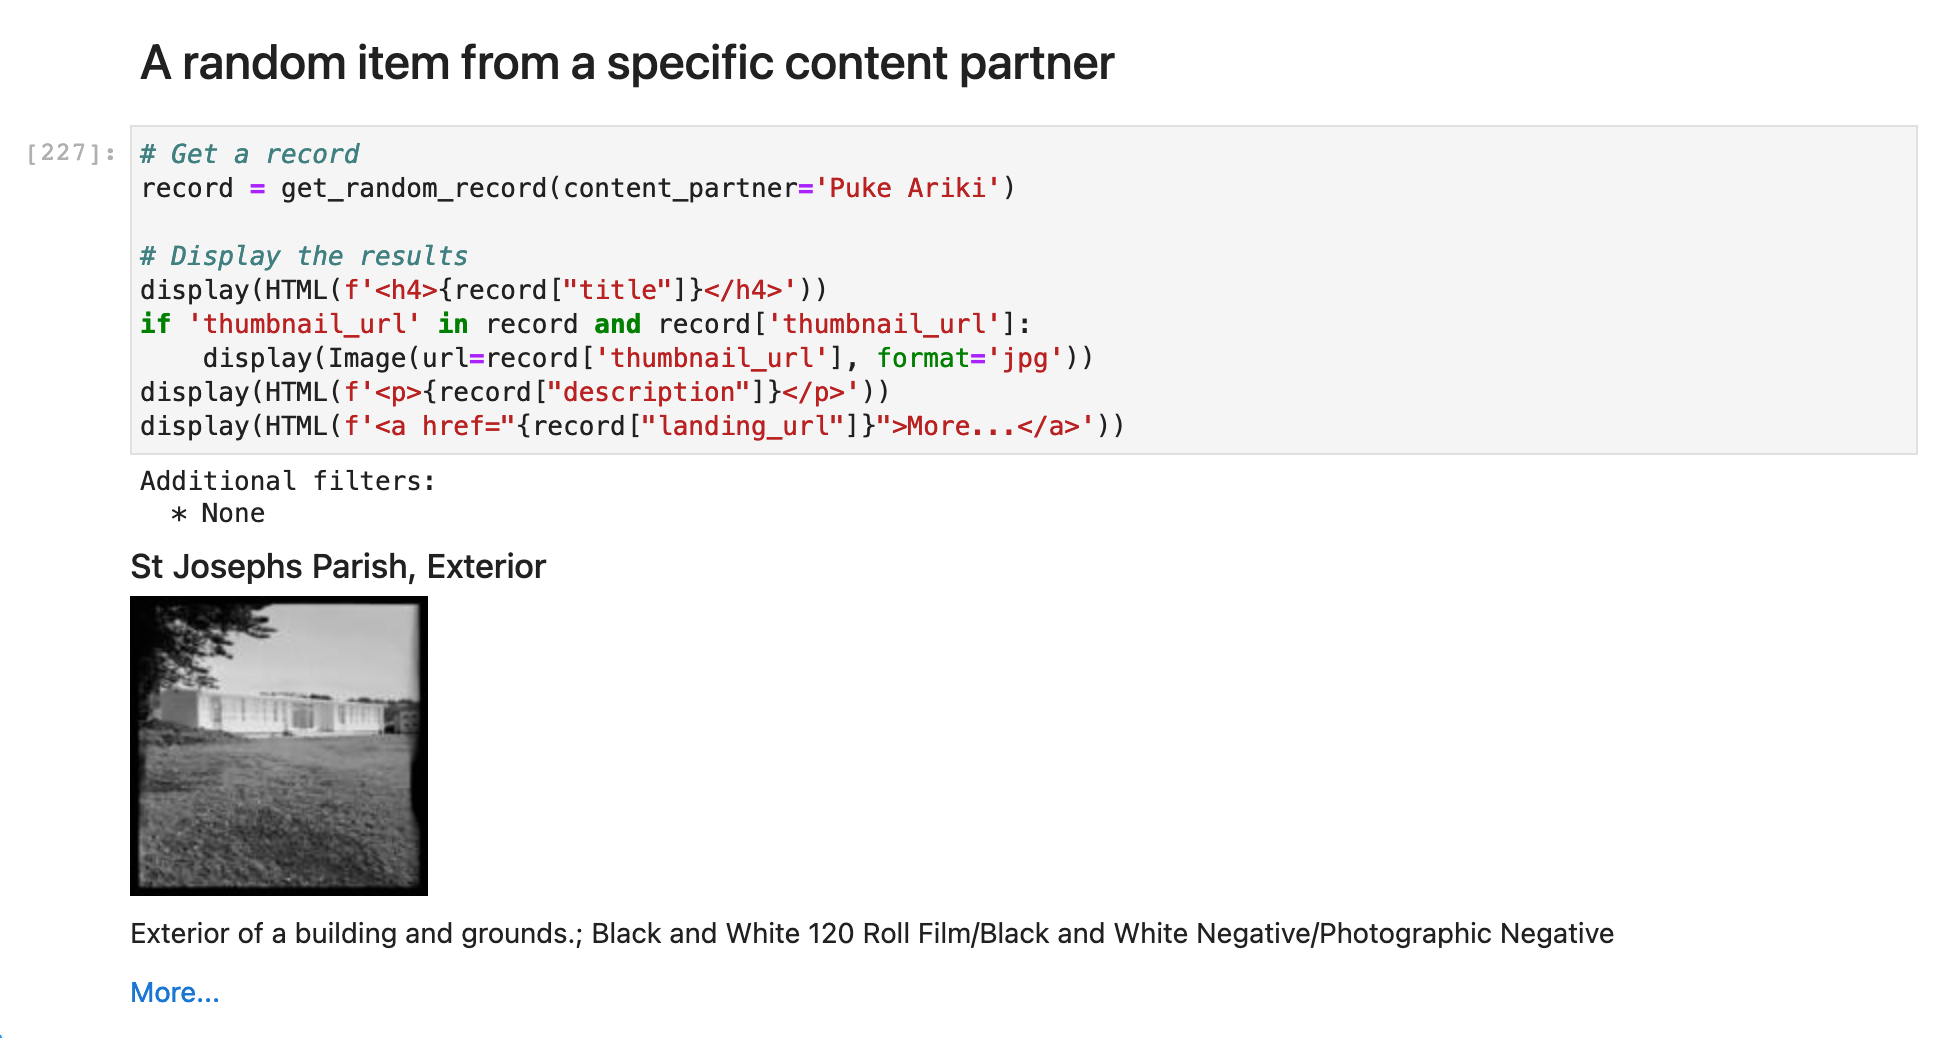 A random item from a specific content partner
[227]:
# Get a record
record = get_random_record(content_partner='Puke Ariki')
# Display the results
display(HTML(f'<h4>{record["title"]}</h4>'))
if 'thumbnail_url' in record and record['thumbnail_url']:
    display(Image(url=record['thumbnail_url'], format='jpg'))
display(HTML(f'<p>{record["description"]}</p>'))
display(HTML(f'<a href="{record["landing_url"]}">More...</a>'))
Additional filters:
  * None
St Josephs Parish, Exterior
Exterior of a building and grounds.; Black and White 120 Roll Film/Black and White Negative/Photographic Negative
More...